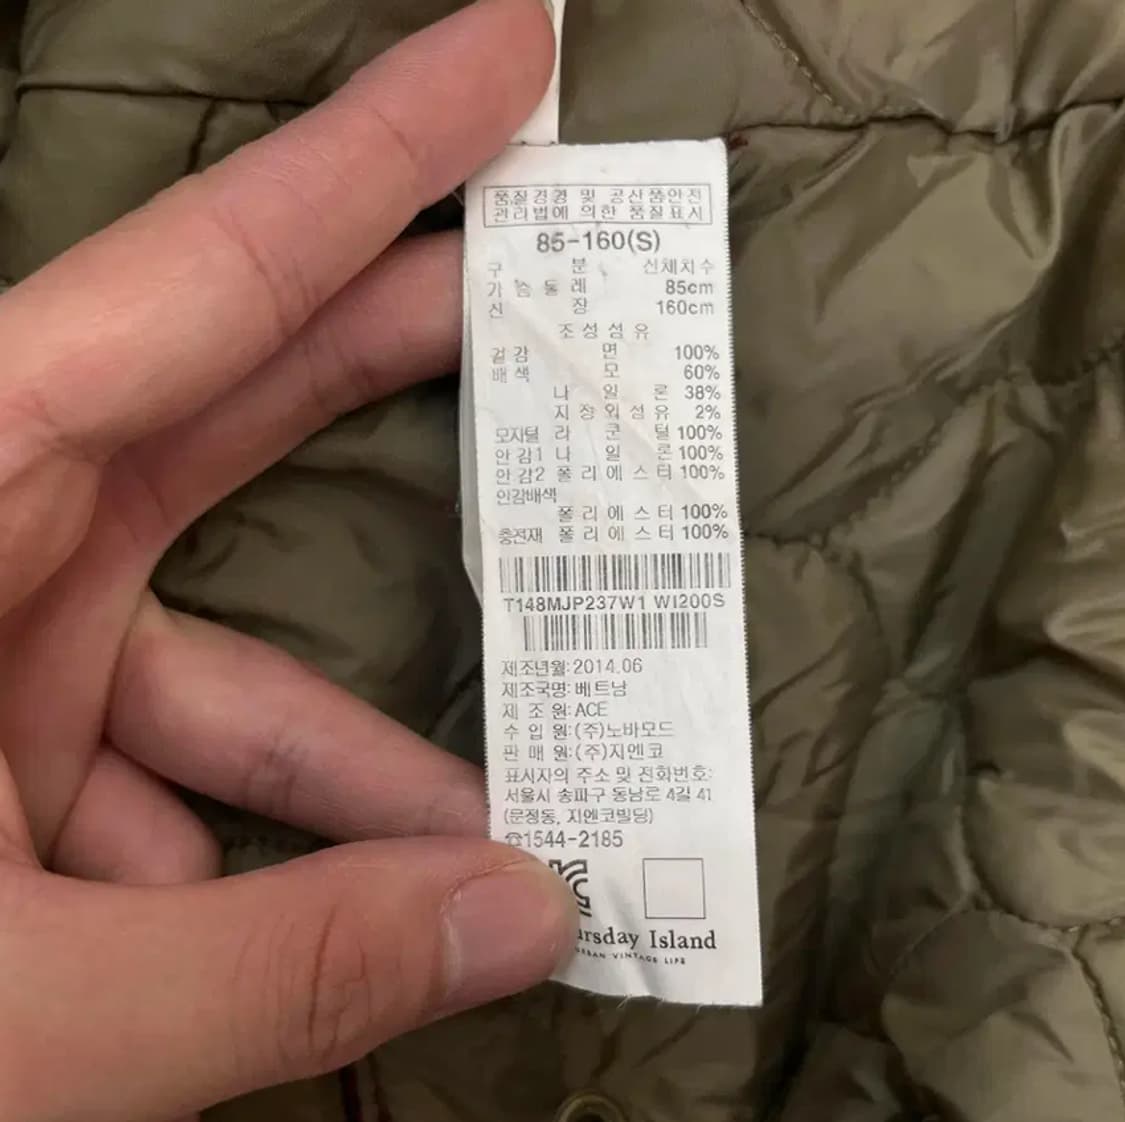 품질경영 및 공산품안전
관리법에 의한 품질표시
85-160(S)
구 분 신체치수
가슴둘레 85cm
신 장 160cm
조성섬유
겉감 면 100%
배색 모 60%
나일론 38%
지정외섬유 2%
모자털 라쿤털 100%
안감1 나일론 100%
안감2 폴리에스터 100%
안감배색
폴리에스터 100%
충전재 폴리에스터 100%
T148MJP237W1 WI200S
제조년월:2014.06
제조국명:베트남
제 조 원:ACE
수 입 원:(주)노바모드
판 매 원:(주)지엔코
표시자의 주소 및 전화번호:
서울시 송파구 동남로 4길 41
(문정동, 지엔코빌딩)
☎1544-2185
ursday Island
URBAN VINTAGE LIFE